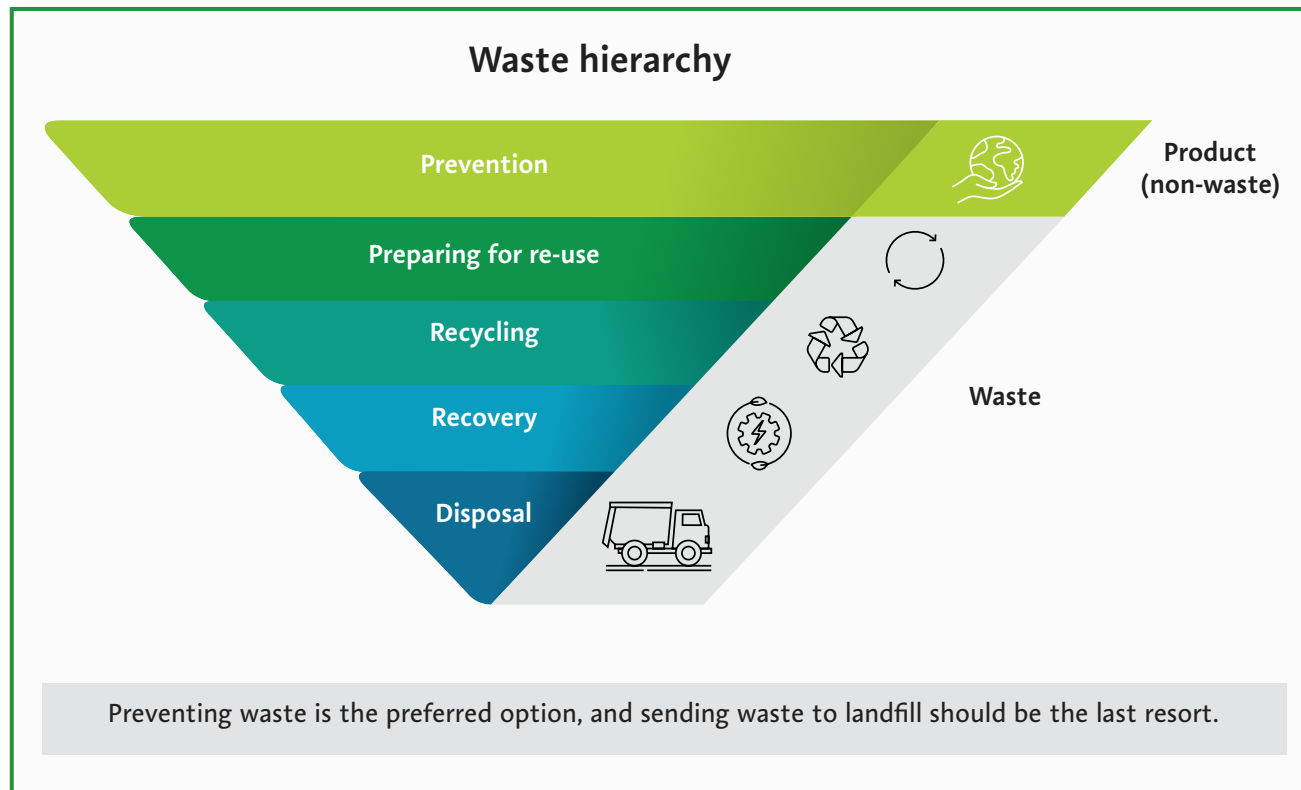 Waste hierarchy
Prevention
Product
(non-waste)
Preparing for re-use
Recycling
Waste
Recovery
Disposal
Preventing waste is the preferred option, and sending waste to landfill should be the last resort.